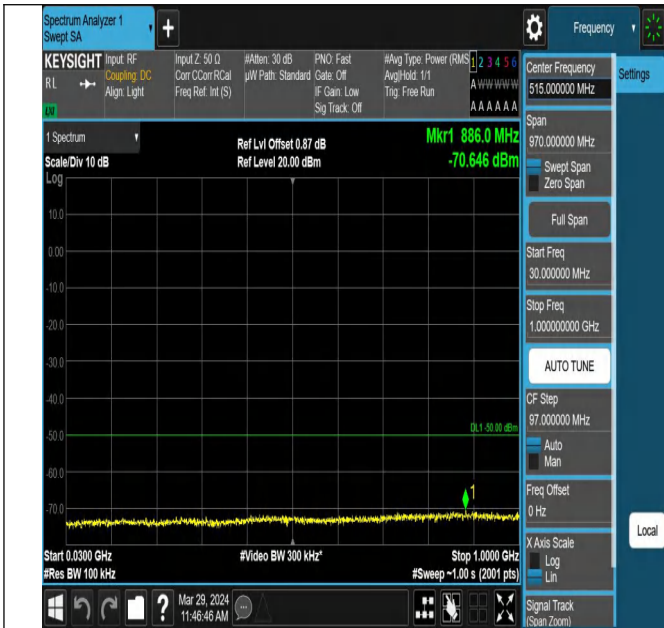 Spectrum Analyzer 1
Swept SA
+
Frequency
KEYSIGHT
RL
LXI
Input: RF
Coupling: DC
Align: Light
Input Z: 50 Ω
Corr CCorr RCal
Freq Ref: Int (S)
#Atten: 30 dB
µW Path: Standard
PNO: Fast
Gate: Off
IF Gain: Low
Sig Track: Off
#Avg Type: Power (RMS
Avg|Hold: 1/1
Trig: Free Run
1 2 3 4 5 6
A W W W W W
A A A A A A
1 Spectrum
Scale/Div 10 dB
Log
Ref Lvl Offset 0.87 dB
Ref Level 20.00 dBm
Mkr1 886.0 MHz
-70.646 dBm
10.0
0.00
-10.0
-20.0
-30.0
-40.0
-50.0
-60.0
-70.0
DL1 -50.00 dBm
1
Start 0.0300 GHz
#Res BW 100 kHz
#Video BW 300 kHz*
Stop 1.0000 GHz
#Sweep ~1.00 s (2001 pts)
Mar 29, 2024
11:46:46 AM
?
Center Frequency
515.000000 MHz
Settings
Span
970.000000 MHz
Swept Span
Zero Span
Full Span
Start Freq
30.000000 MHz
Stop Freq
1.000000000 GHz
AUTO TUNE
CF Step
97.000000 MHz
Auto
Man
Freq Offset
0 Hz
X Axis Scale
Log
Lin
Local
Signal Track
(Span Zoom)